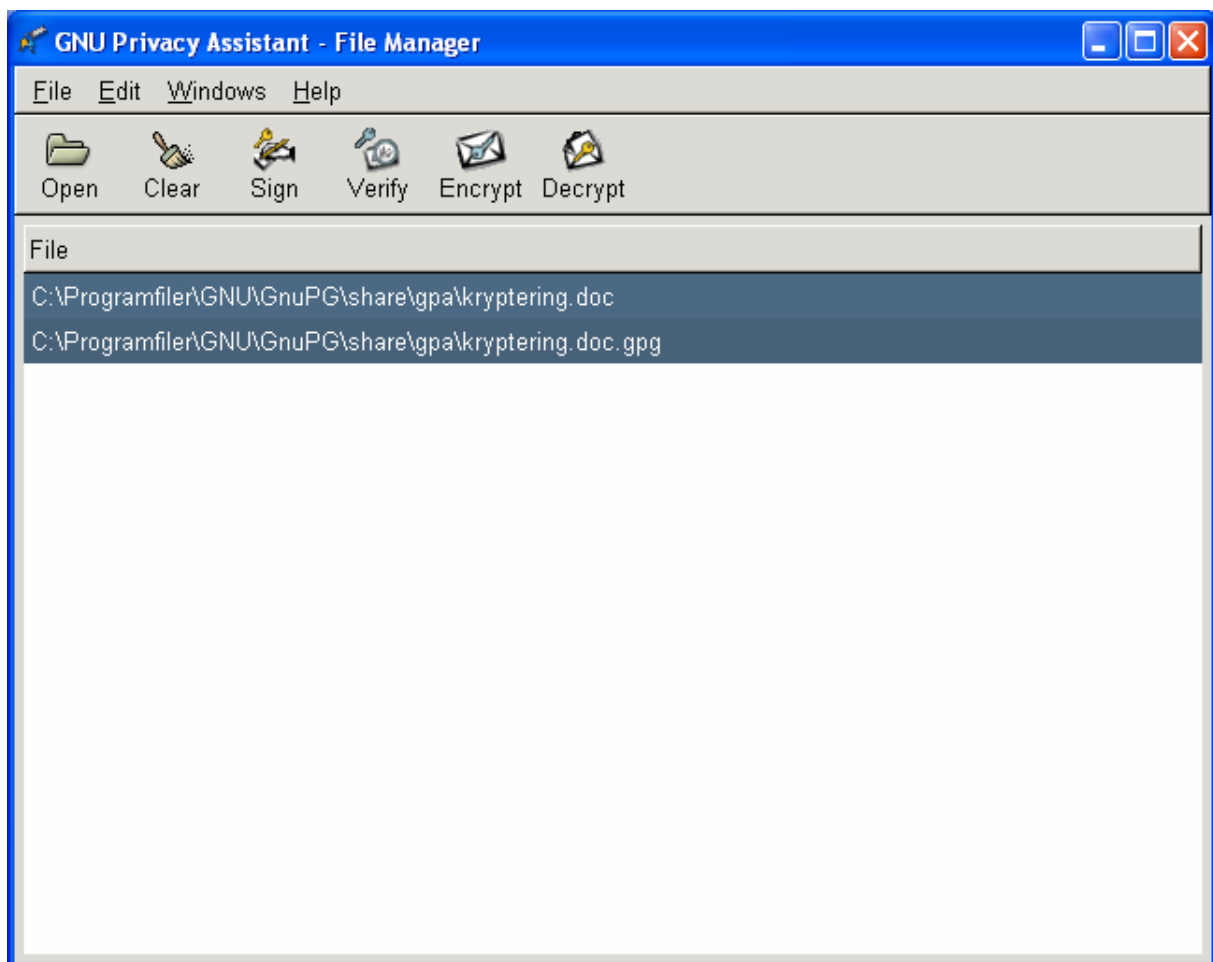 GNU Privacy Assistant - File Manager
File Edit Windows Help
Open Clear Sign Verify Encrypt Decrypt
File
C:\Programfiler\GNU\GnuPG\share\gpa\kryptering.doc
C:\Programfiler\GNU\GnuPG\share\gpa\kryptering.doc.gpg